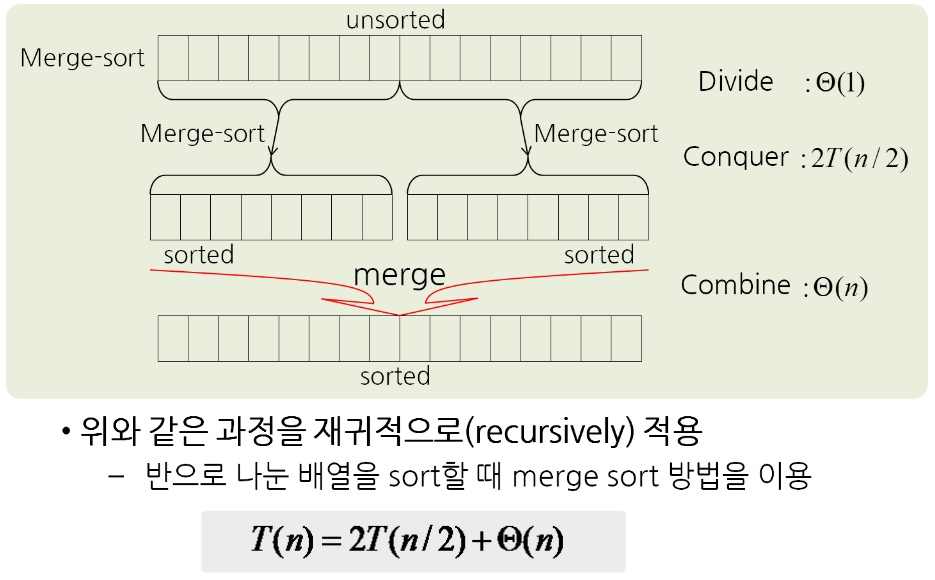 unsorted
Merge-sort
Divide : Θ(1)
Merge-sort
Merge-sort
Conquer : 2T(n/2)
sorted
sorted
merge
Combine : Θ(n)
sorted
• 위와 같은 과정을 재귀적으로(recursively) 적용
– 반으로 나눈 배열을 sort할 때 merge sort 방법을 이용
T(n) = 2T(n/2) + Θ(n)